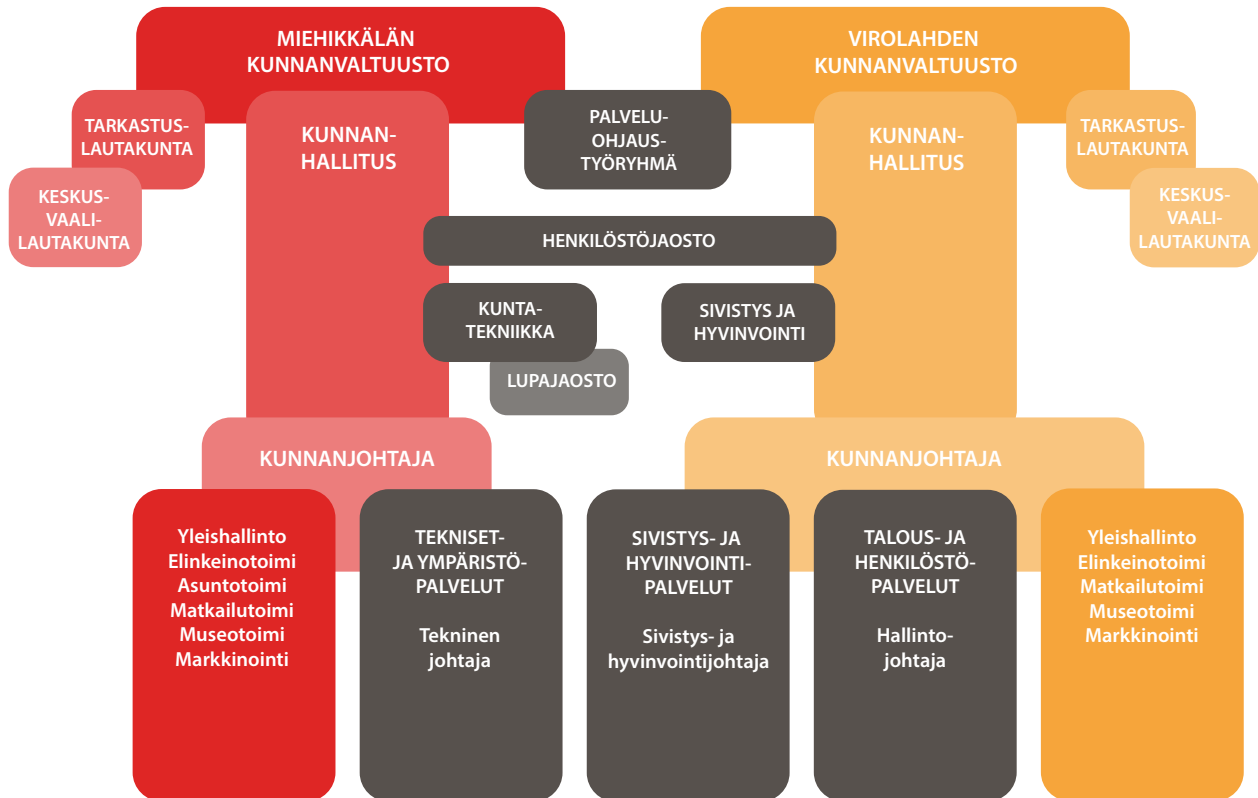 MIEHIKKÄLÄN
KUNNANVALTUUSTO
VIROLAHDEN
KUNNANVALTUUSTO
TARKASTUS-
LAUTAKUNTA
KESKUS-
VAALI-
LAUTAKUNTA
KUNNAN-
HALLITUS
PALVELU-
OHJAUS-
TYÖRYHMÄ
KUNNAN-
HALLITUS
TARKASTUS-
LAUTAKUNTA
KESKUS-
VAALI-
LAUTAKUNTA
HENKILÖSTÖJAOSTO
KUNTA-
TEKNIIKKA
SIVISTYS JA
HYVINVOINTI
LUPAJAOSTO
KUNNANJOHTAJA
KUNNANJOHTAJA
Yleishallinto
Elinkeinotoimi
Asuntotoimi
Matkailutoimi
Museotoimi
Markkinointi
TEKNISET-
JA YMPÄRISTÖ-
PALVELUT
Tekninen
johtaja
SIVISTYS- JA
HYVINVOINTI-
PALVELUT
Sivistys- ja
hyvinvointijohtaja
TALOUS- JA
HENKILÖSTÖ-
PALVELUT
Hallinto-
johtaja
Yleishallinto
Elinkeinotoimi
Matkailutoimi
Museotoimi
Markkinointi